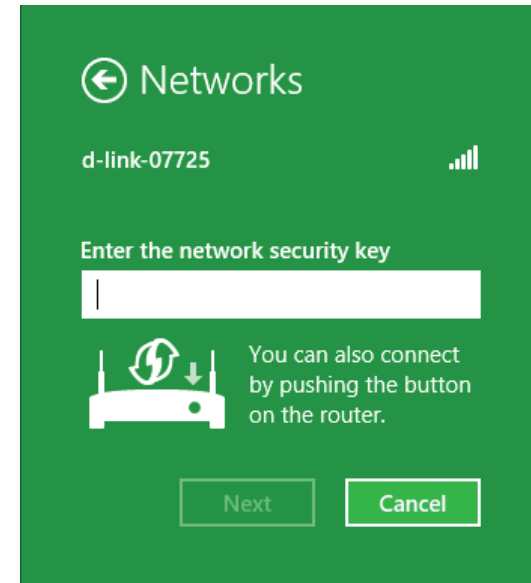 Networks
d-link-07725
Enter the network security key
You can also connect
by pushing the button
on the router.
Next
Cancel